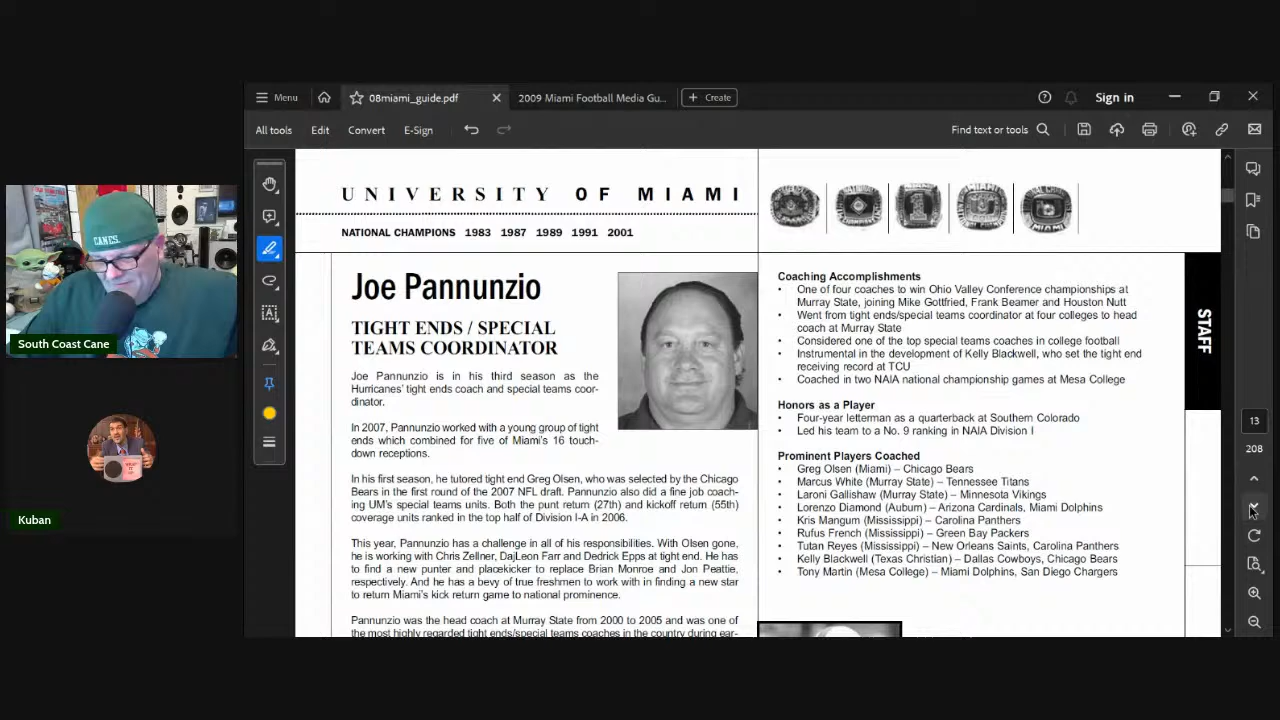 Menu
08miami_guide.pdf
2009 Miami Football Media Gu...
Create
Sign in
All tools
Edit
Convert
E-Sign
Find text or tools
UNIVERSITY OF MIAMI
NATIONAL CHAMPIONS 1983 1987 1989 1991 2001
CANES.
South Coast Cane
Kuban
Joe Pannunzio
TIGHT ENDS / SPECIAL
TEAMS COORDINATOR
Joe Pannunzio is in his third season as the
Hurricanes' tight ends coach and special teams coor-
dinator.
In 2007, Pannunzio worked with a young group of tight
ends which combined for five of Miami's 16 touch-
down receptions.
In his first season, he tutored tight end Greg Olsen, who was selected by the Chicago
Bears in the first round of the 2007 NFL draft. Pannunzio also did a fine job coach-
ing UM's special teams units. Both the punt return (27th) and kickoff return (55th)
coverage units ranked in the top half of Division I-A in 2006.
This year, Pannunzio has a challenge in all of his responsibilities. With Olsen gone,
he is working with Chris Zellner, DajLeon Farr and Dedrick Epps at tight end. He has
to find a new punter and placekicker to replace Brian Monroe and Jon Peattie,
respectively. And he has a bevy of true freshmen to work with in finding a new star
to return Miami's kick return game to national prominence.
Pannunzio was the head coach at Murray State from 2000 to 2005 and was one of
the most highly regarded tight ends/special teams coaches in the country during ear-
Coaching Accomplishments
• One of four coaches to win Ohio Valley Conference championships at
Murray State, joining Mike Gottfried, Frank Beamer and Houston Nutt
• Went from tight ends/special teams coordinator at four colleges to head
coach at Murray State
• Considered one of the top special teams coaches in college football
• Instrumental in the development of Kelly Blackwell, who set the tight end
receiving record at TCU
• Coached in two NAIA national championship games at Mesa College
Honors as a Player
• Four-year letterman as a quarterback at Southern Colorado
• Led his team to a No. 9 ranking in NAIA Division I
Prominent Players Coached
• Greg Olsen (Miami) – Chicago Bears
• Marcus White (Murray State) – Tennessee Titans
• Laroni Gallishaw (Murray State) – Minnesota Vikings
• Lorenzo Diamond (Auburn) – Arizona Cardinals, Miami Dolphins
• Kris Mangum (Mississippi) – Carolina Panthers
• Rufus French (Mississippi) – Green Bay Packers
• Tutan Reyes (Mississippi) – New Orleans Saints, Carolina Panthers
• Kelly Blackwell (Texas Christian) – Dallas Cowboys, Chicago Bears
• Tony Martin (Mesa College) – Miami Dolphins, San Diego Chargers
STAFF
13
208